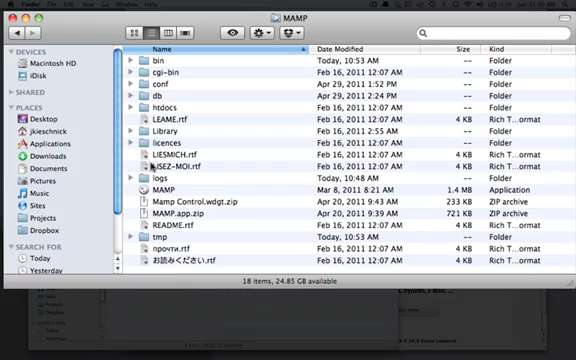 Finder File Edit View Go Window Help
MAMP
Name Date Modified Size Kind
DEVICES
Macintosh HD
iDisk
SHARED
PLACES
Desktop
jkieschnick
Applications
Downloads
Documents
Pictures
Music
Sites
Projects
Dropbox
SEARCH FOR
Today
Yesterday
bin Today, 10:53 AM -- Folder
cgi-bin Feb 16, 2011 12:07 AM -- Folder
conf Apr 29, 2011 1:52 PM -- Folder
db Apr 29, 2011 2:24 PM -- Folder
htdocs Feb 16, 2011 12:07 AM -- Folder
LEAME.rtf Feb 16, 2011 12:07 AM 4 KB Rich T...ormat
Library Feb 16, 2011 2:55 AM -- Folder
licences Feb 16, 2011 12:07 AM -- Folder
LIESMICH.rtf Feb 16, 2011 12:07 AM 4 KB Rich T...ormat
LISEZ-MOI.rtf Feb 16, 2011 12:07 AM 4 KB Rich T...ormat
logs Today, 10:48 AM -- Folder
MAMP Mar 8, 2011 8:21 AM 1.4 MB Application
Mamp Control.wdgt.zip Apr 20, 2011 9:43 AM 233 KB ZIP archive
MAMP.app.zip Apr 20, 2011 9:39 AM 721 KB ZIP archive
README.rtf Feb 16, 2011 12:07 AM 4 KB Rich T...ormat
tmp Today, 10:53 AM -- Folder
прочти.rtf Feb 16, 2011 12:07 AM 4 KB Rich T...ormat
お読みください.rtf Feb 16, 2011 12:07 AM 4 KB Rich T...ormat
18 items, 24.85 GB available